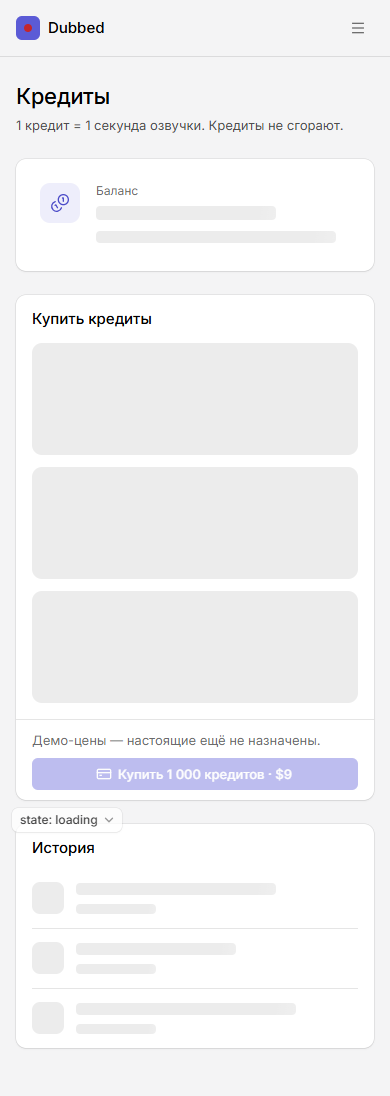 Dubbed
Кредиты
1 кредит = 1 секунда озвучки. Кредиты не сгорают.
Баланс
Купить кредиты
Демо-цены — настоящие ещё не назначены.
Купить 1 000 кредитов · $9
state: loading
История